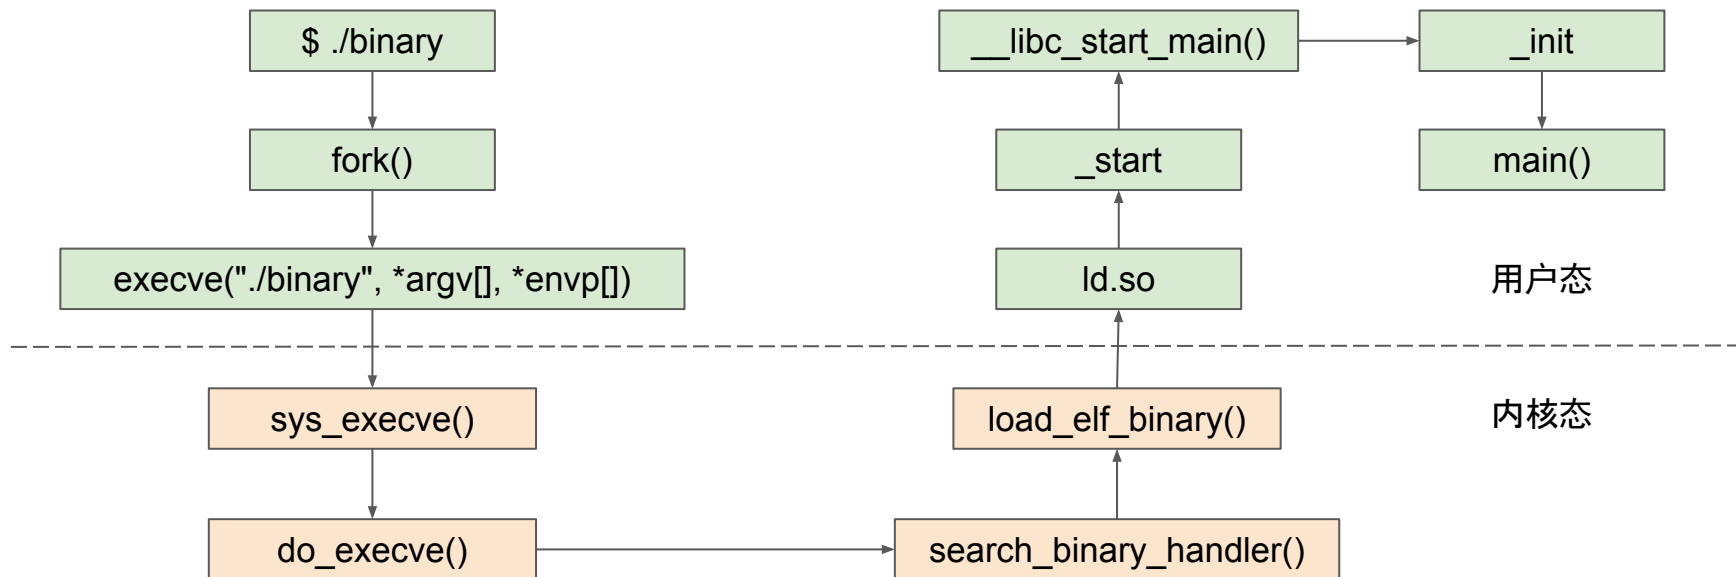 $ ./binary
fork()
execve("./binary", *argv[], *envp[])
sys_execve()
do_execve()
search_binary_handler()
load_elf_binary()
ld.so
_start
__libc_start_main()
_init
main()
用户态
内核态